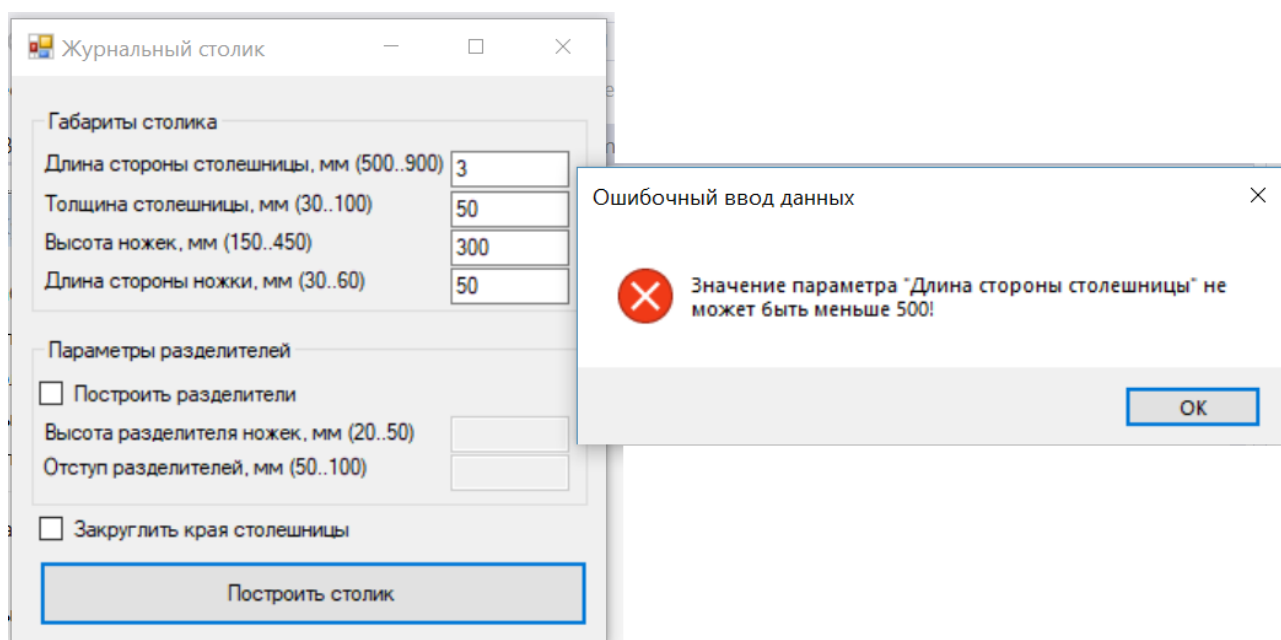 Журнальный столик
Габариты столика
Длина стороны столешницы, мм (500..900) 3
Толщина столешницы, мм (30..100) 50
Высота ножек, мм (150..450) 300
Длина стороны ножки, мм (30..60) 50
Параметры разделителей
Построить разделители
Высота разделителя ножек, мм (20..50)
Отступ разделителей, мм (50..100)
Закруглить края столешницы
Построить столик
Ошибочный ввод данных
Значение параметра "Длина стороны столешницы" не
может быть меньше 500!
ОК